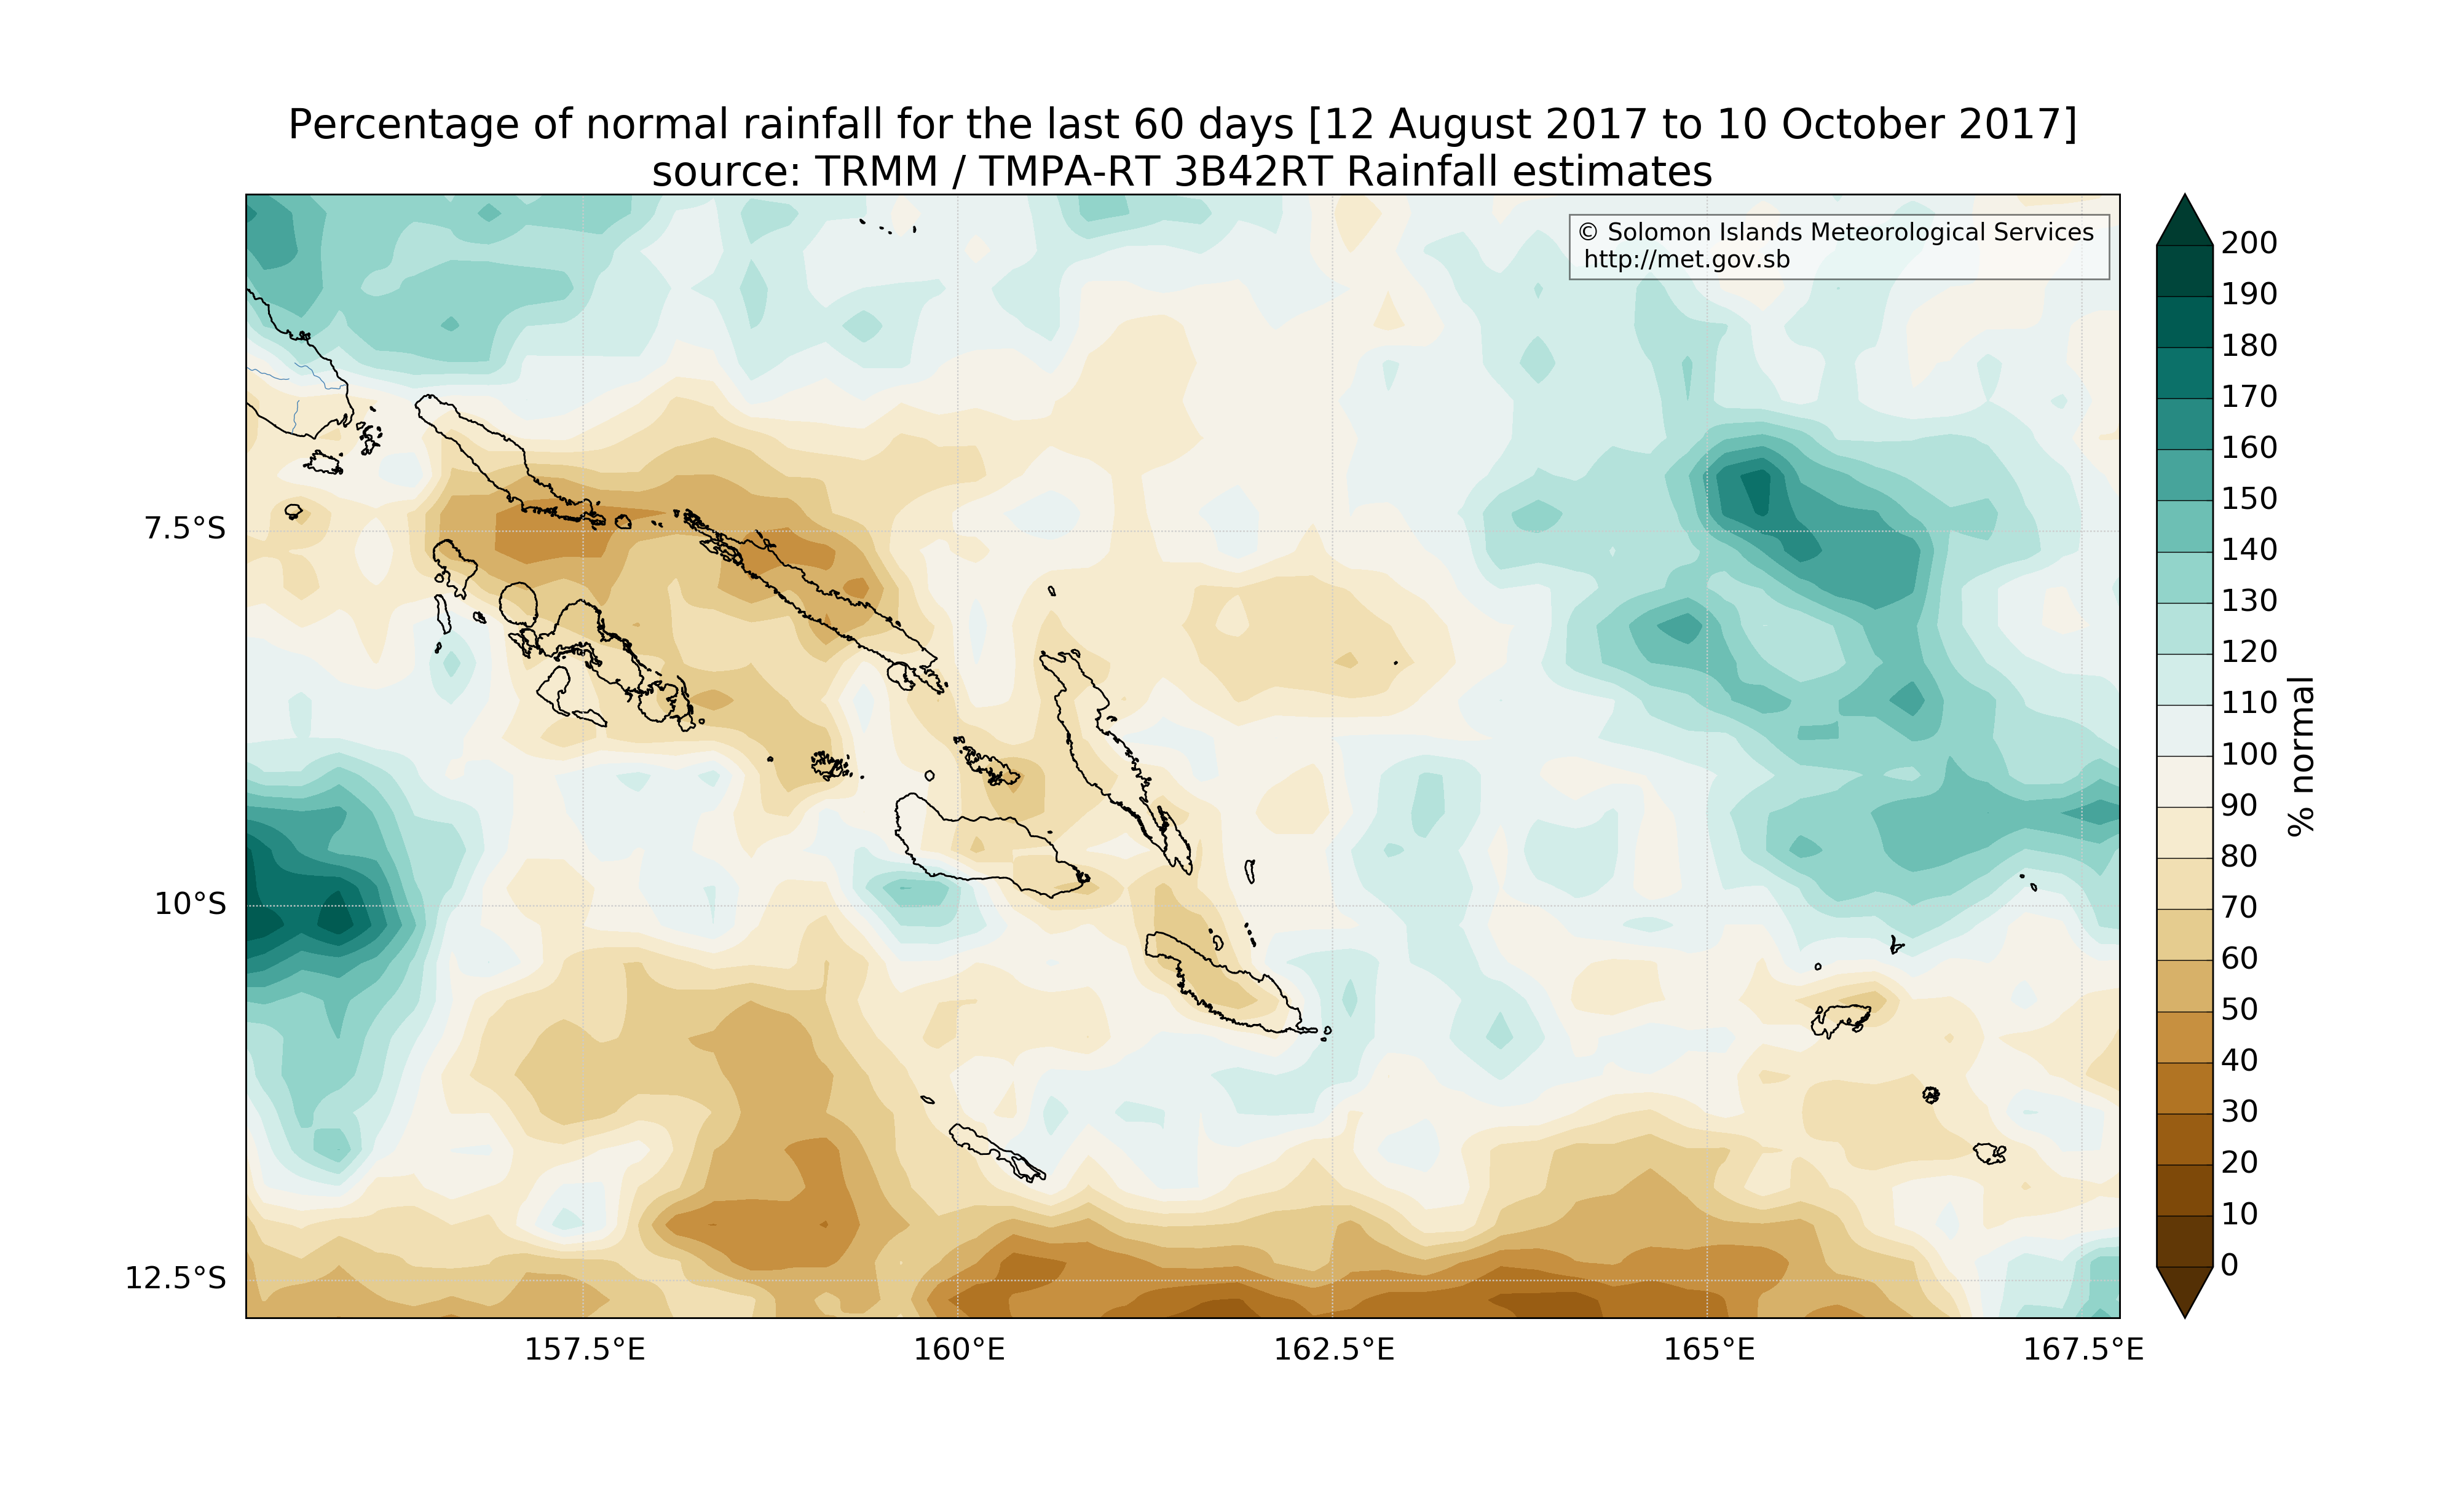 Percentage of normal rainfall for the last 60 days [12 August 2017 to 10 October 2017]
source: TRMM / TMPA-RT 3B42RT Rainfall estimates
© Solomon Islands Meteorological Services
http://met.gov.sb
7.5°S
10°S
12.5°S
157.5°E
160°E
162.5°E
165°E
167.5°E
200
190
180
170
160
150
140
130
120
110
100
90
80
70
60
50
40
30
20
10
0
% normal